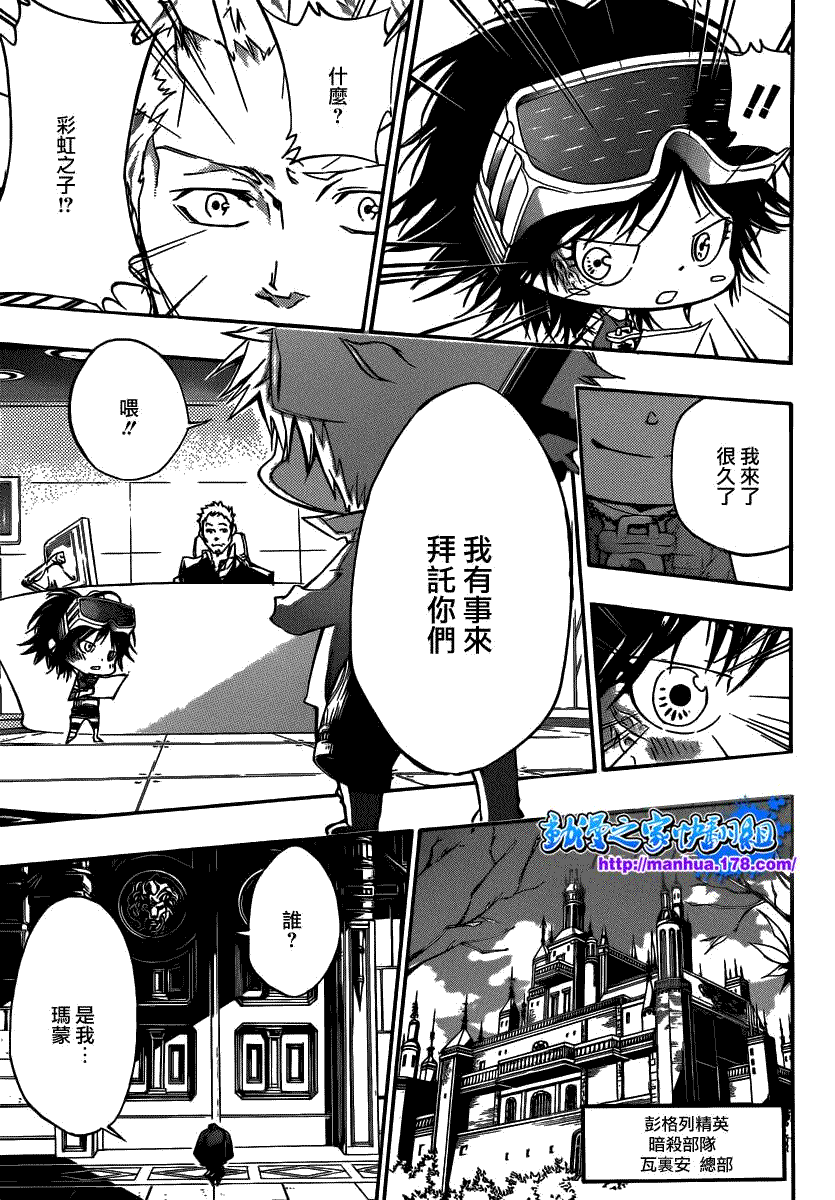 !!
什麼?
彩虹之子!?
我來了
很久了
我有事來
拜託你們
喂!!
動漫之家快翻組
http://manhua.178.com/
彭格列精英
暗殺部隊
瓦裏安 總部
誰?
是我…
瑪蒙